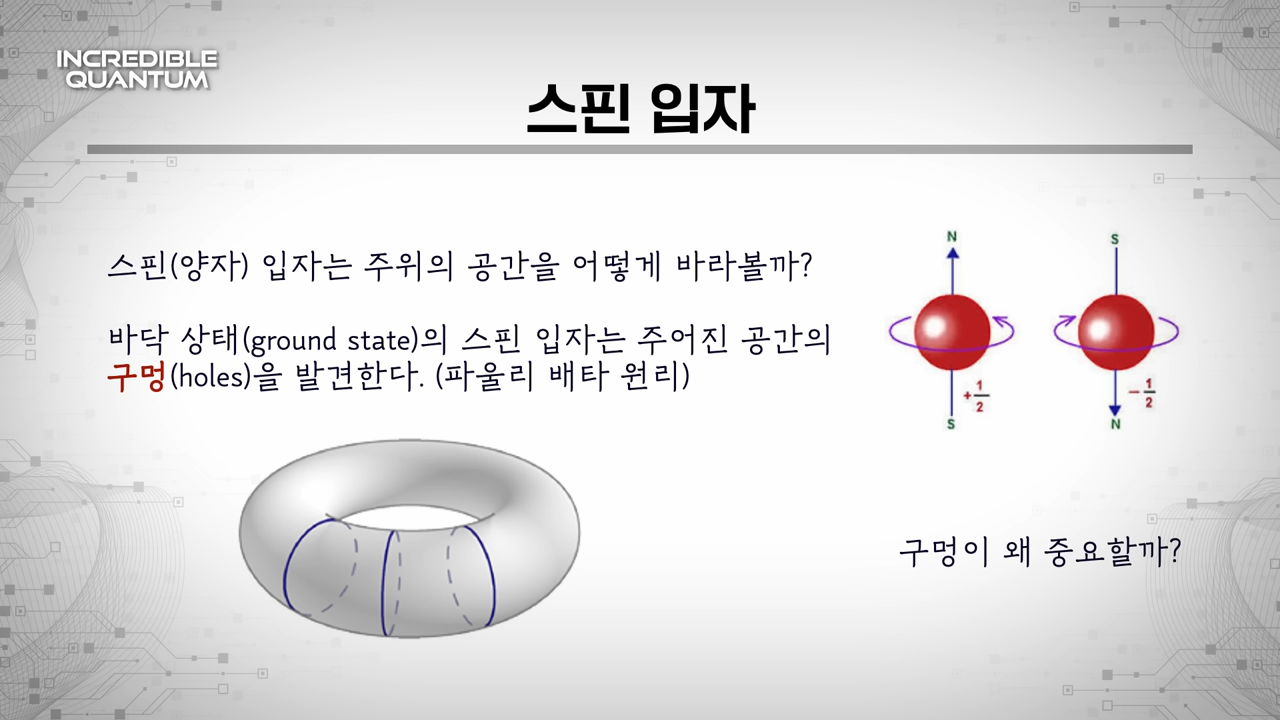 INCREDIBLE
QUANTUM
스핀 입자
스핀(양자) 입자는 주위의 공간을 어떻게 바라볼까?
바닥 상태(ground state)의 스핀 입자는 주어진 공간의
구멍(holes)을 발견한다. (파울리 배타 원리)
N
S
+1/2
-1/2
S
N
구멍이 왜 중요할까?